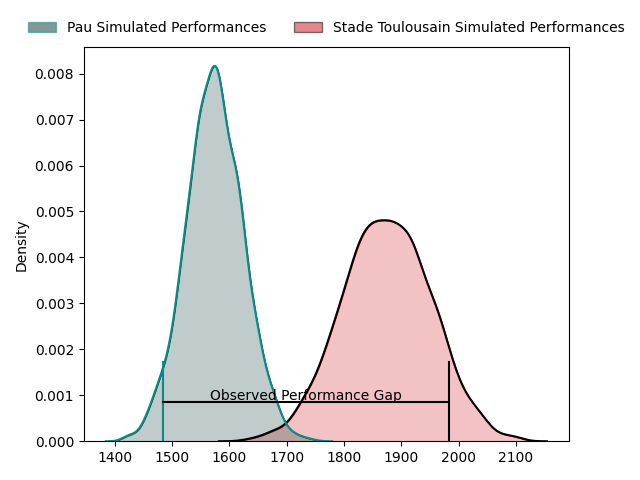 Pau Simulated Performances
Stade Toulousain Simulated Performances
Density
0.008
0.007
0.006
0.005
0.004
0.003
0.002
0.001
0.000
Observed Performance Gap
1400 1500 1600 1700 1800 1900 2000 2100